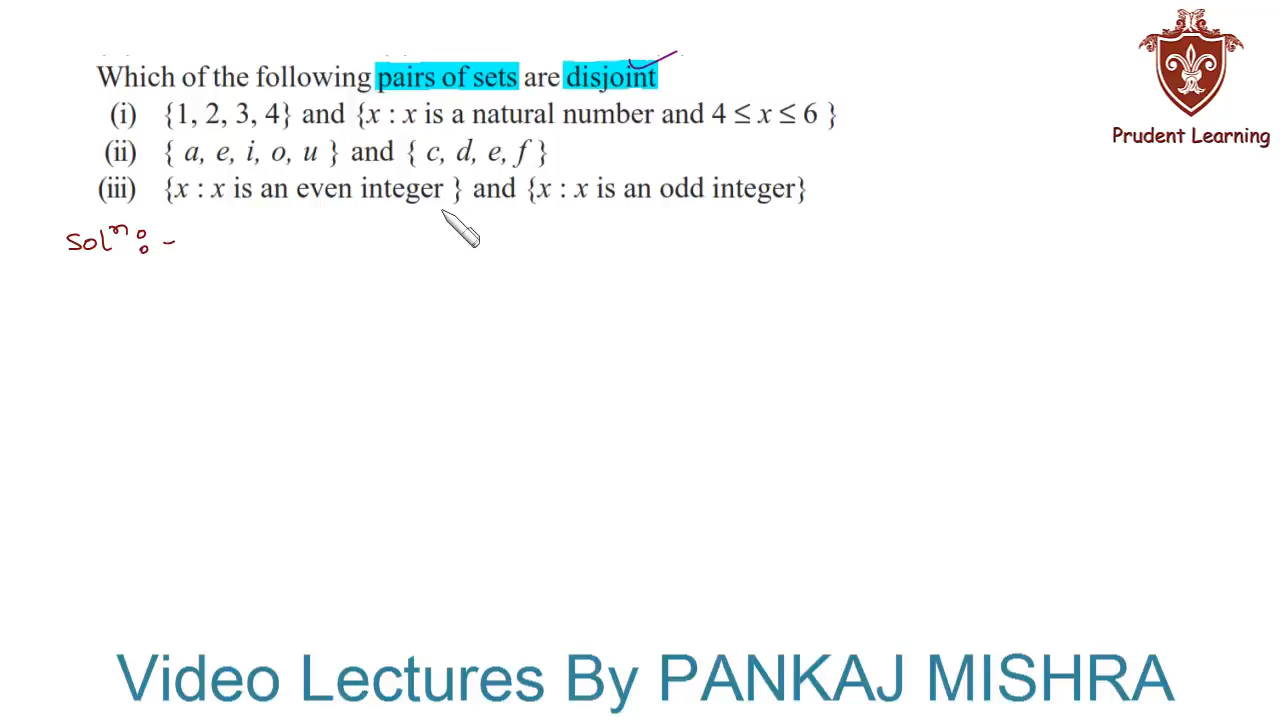 Prudent Learning
Which of the following pairs of sets are disjoint
(i) {1, 2, 3, 4} and {x : x is a natural number and 4 ≤ x ≤ 6 }
(ii) { a, e, i, o, u } and { c, d, e, f }
(iii) {x : x is an even integer } and {x : x is an odd integer}
Solⁿ : -
Video Lectures By PANKAJ MISHRA